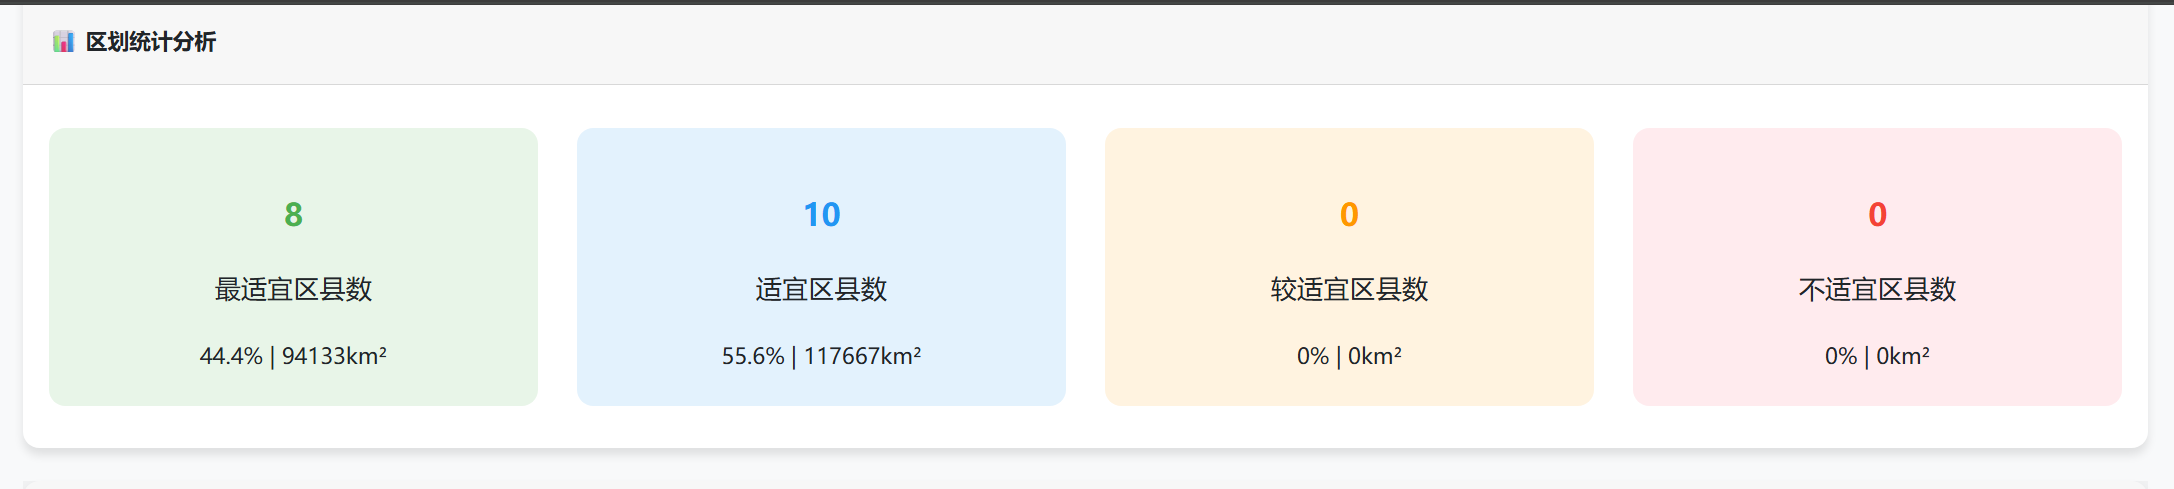 区划统计分析
8
最适宜区县数
44.4% | 94133km²
10
适宜区县数
55.6% | 117667km²
0
较适宜区县数
0% | 0km²
0
不适宜区县数
0% | 0km²